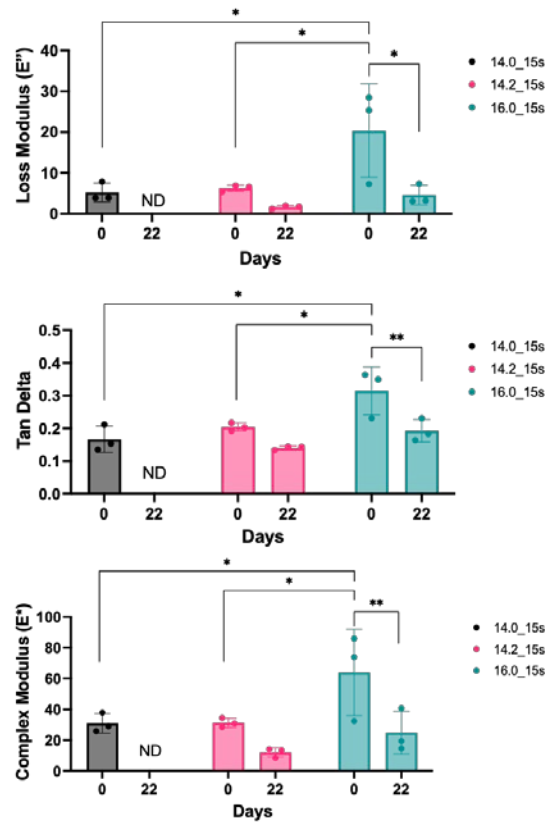 *
*
*
Loss Modulus (E’’)
40
30
20
10
0
ND
0 22 0 22 0 22
Days
14.0_15s
14.2_15s
16.0_15s
*
*
**
Tan Delta
0.5
0.4
0.3
0.2
0.1
0.0
ND
0 22 0 22 0 22
Days
14.0_15s
14.2_15s
16.0_15s
*
*
**
Complex Modulus (E*)
100
80
60
40
20
0
ND
0 22 0 22 0 22
Days
14.0_15s
14.2_15s
16.0_15s